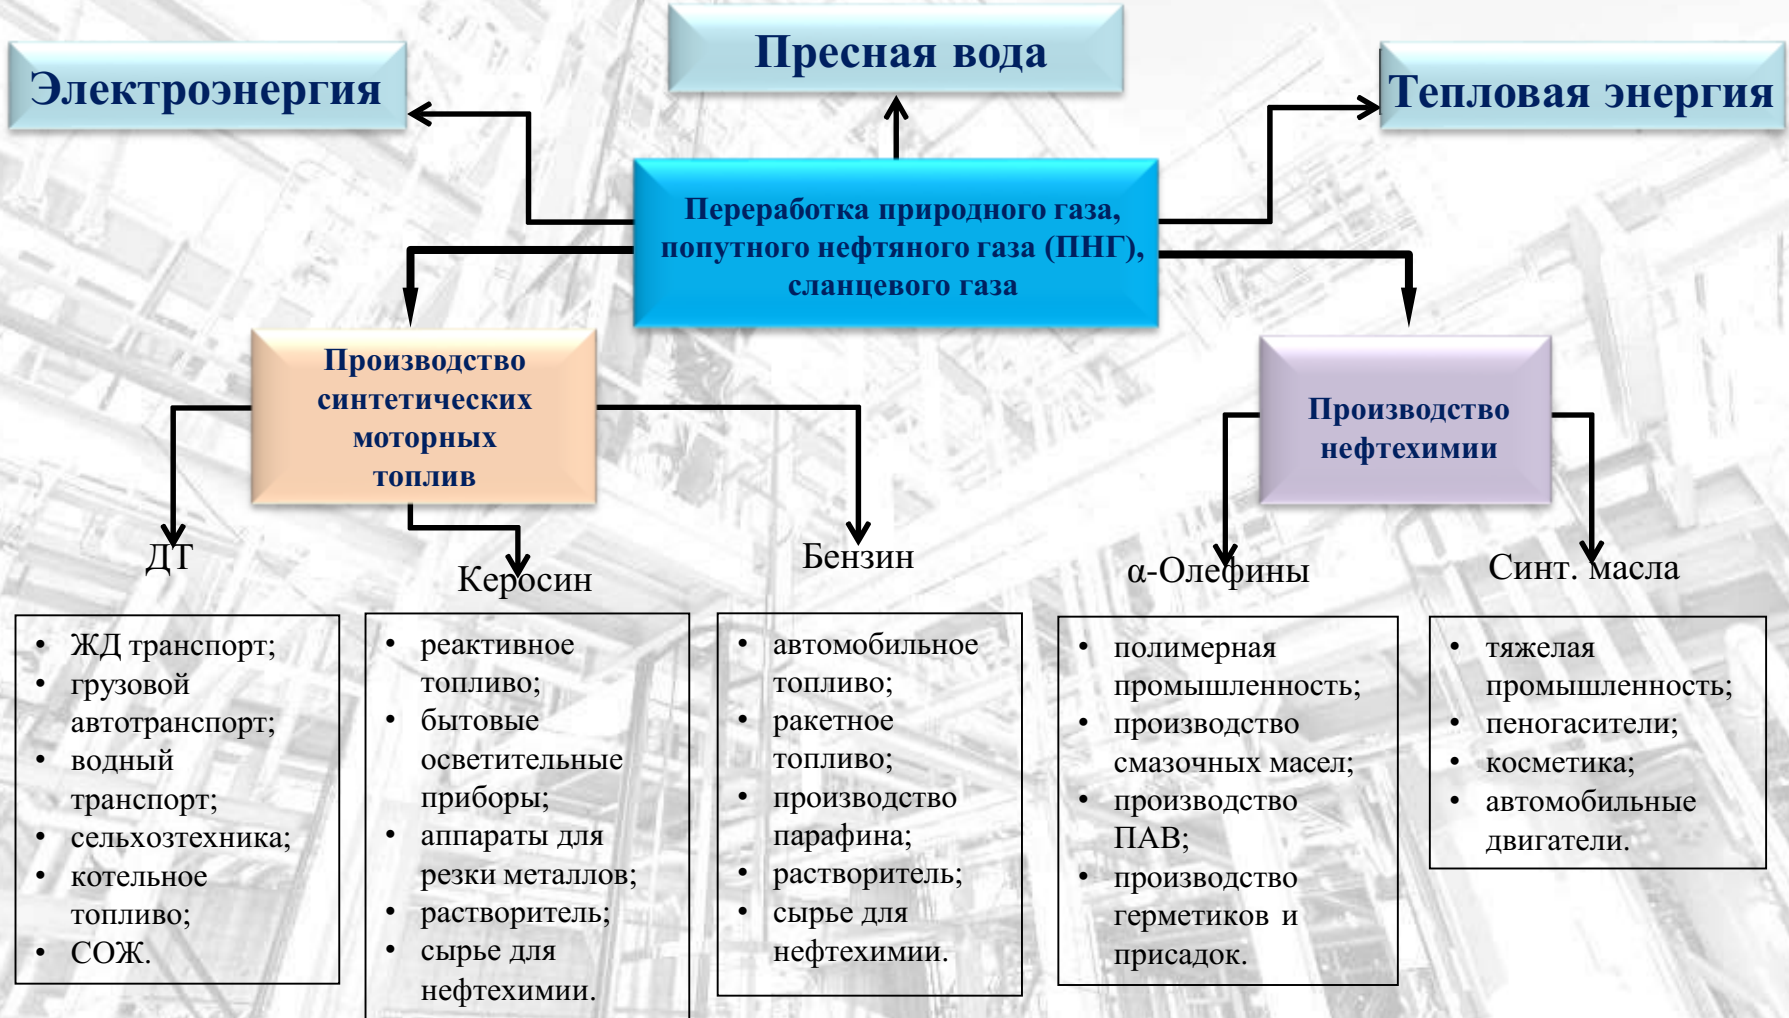 Электроэнергия
Пресная вода
Тепловая энергия
Переработка природного газа,
попутного нефтяного газа (ПНГ),
сланцевого газа
Производство
синтетических
моторных
топлив
Производство
нефтехимии
ДТ
Керосин
Бензин
α-Олефины
Синт. масла
• ЖД транспорт;
• грузовой
автотранспорт;
• водный
транспорт;
• сельхозтехника;
• котельное
топливо;
• СОЖ.
• реактивное
топливо;
• бытовые
осветительные
приборы;
• аппараты для
резки металлов;
• растворитель;
• сырье для
нефтехимии.
• автомобильное
топливо;
• ракетное
топливо;
• производство
парафина;
• растворитель;
• сырье для
нефтехимии.
• полимерная
промышленность;
• производство
смазочных масел;
• производство
ПАВ;
• производство
герметиков и
присадок.
• тяжелая
промышленность;
• пеногасители;
• косметика;
• автомобильные
двигатели.